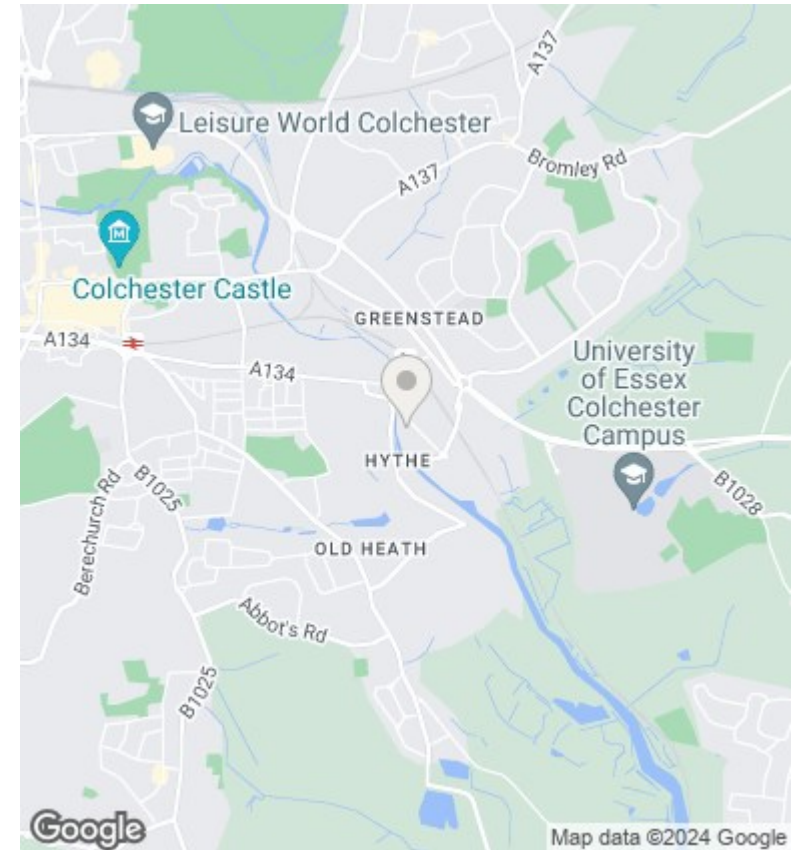 A137
Leisure World Colchester
A137
Bromley Rd
Colchester Castle
GREENSTEAD
A134
A134
University
of Essex
Colchester
Campus
HYTHE
B1025
Berechurch Rd
B1028
OLD HEATH
Abbot's Rd
B1025
Google
Map data ©2024 Google